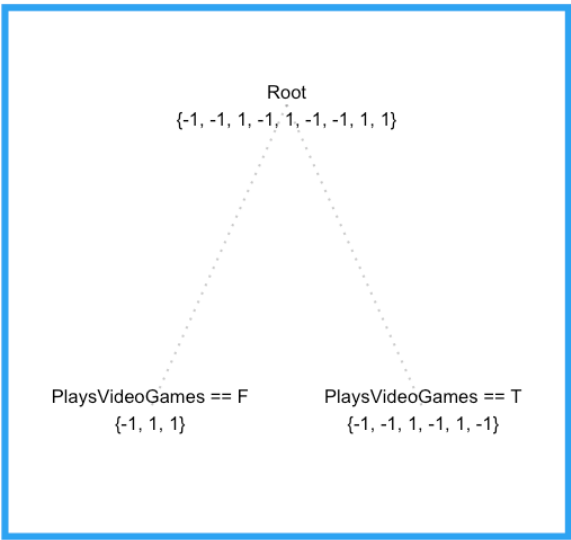 Root
{-1, -1, 1, -1, 1, -1, -1, 1, 1}
PlaysVideoGames == F
{-1, 1, 1}
PlaysVideoGames == T
{-1, -1, 1, -1, 1, -1}